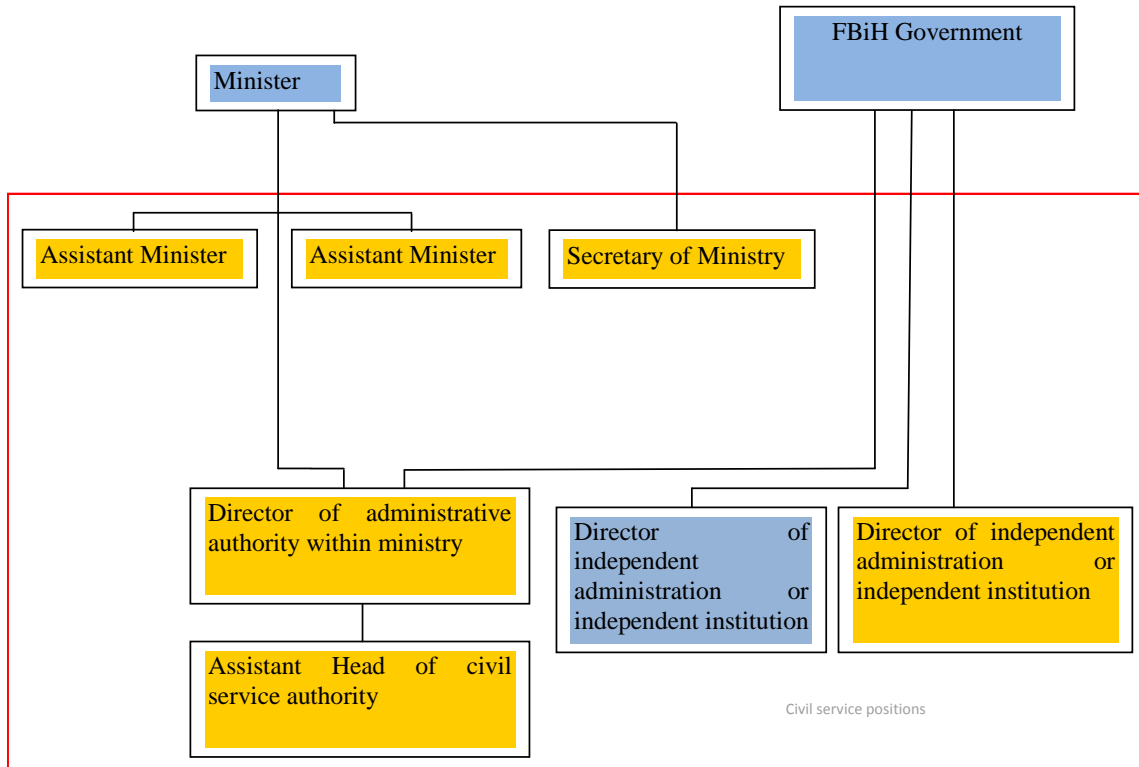 FBiH Government
Minister
Assistant Minister
Assistant Minister
Secretary of Ministry
Director of administrative
authority within ministry
Director of
independent
administration or
independent institution
Director of independent
administration or
independent institution
Assistant Head of civil
service authority
Civil service positions